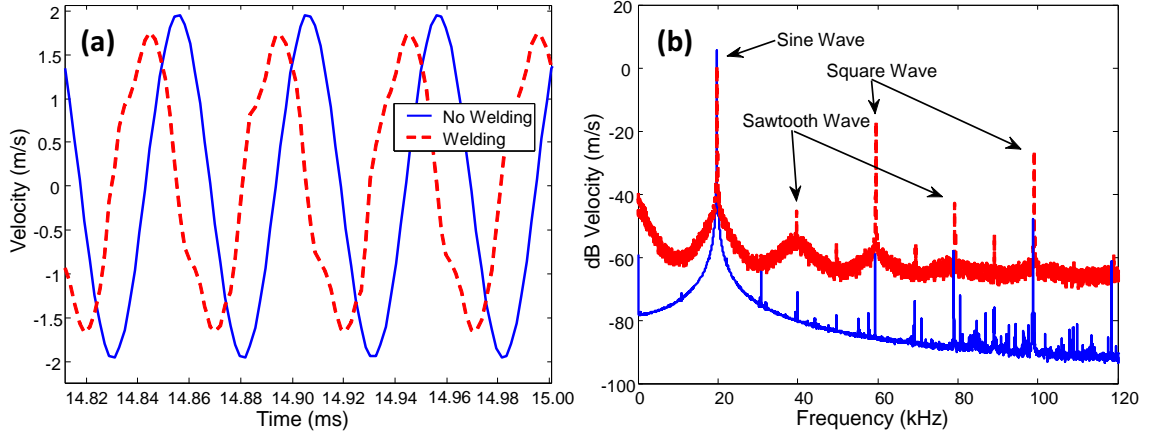 (a)
2
1.5
1
0.5
0
-0.5
-1
-1.5
-2
Velocity (m/s)
No Welding
Welding
14.82 14.84 14.86 14.88 14.90 14.92 14.94 14.96 14.98 15.00
Time (ms)
(b)
20
0
-20
-40
-60
-80
-100
dB Velocity (m/s)
Sine Wave
Square Wave
Sawtooth Wave
0 20 40 60 80 100 120
Frequency (kHz)